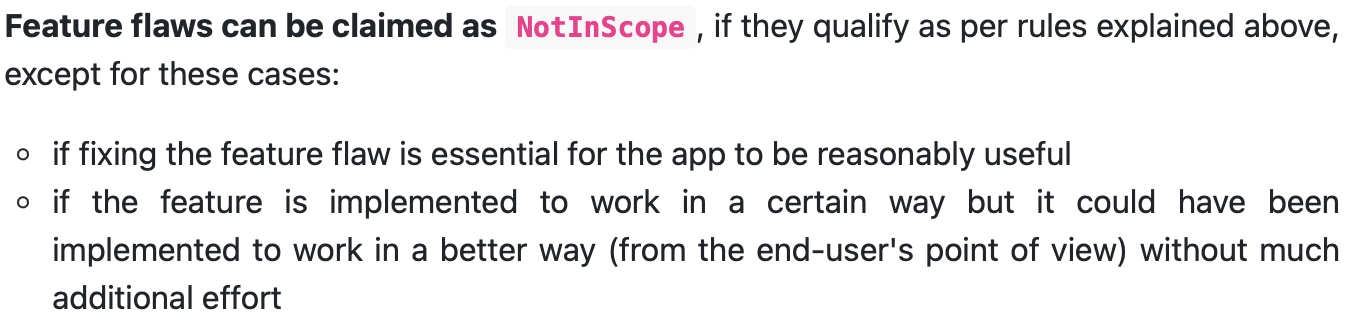 Feature flaws can be claimed as NotInScope, if they qualify as per rules explained above,
except for these cases:
if fixing the feature flaw is essential for the app to be reasonably useful
if the feature is implemented to work in a certain way but it could have been
implemented to work in a better way (from the end-user's point of view) without much
additional effort